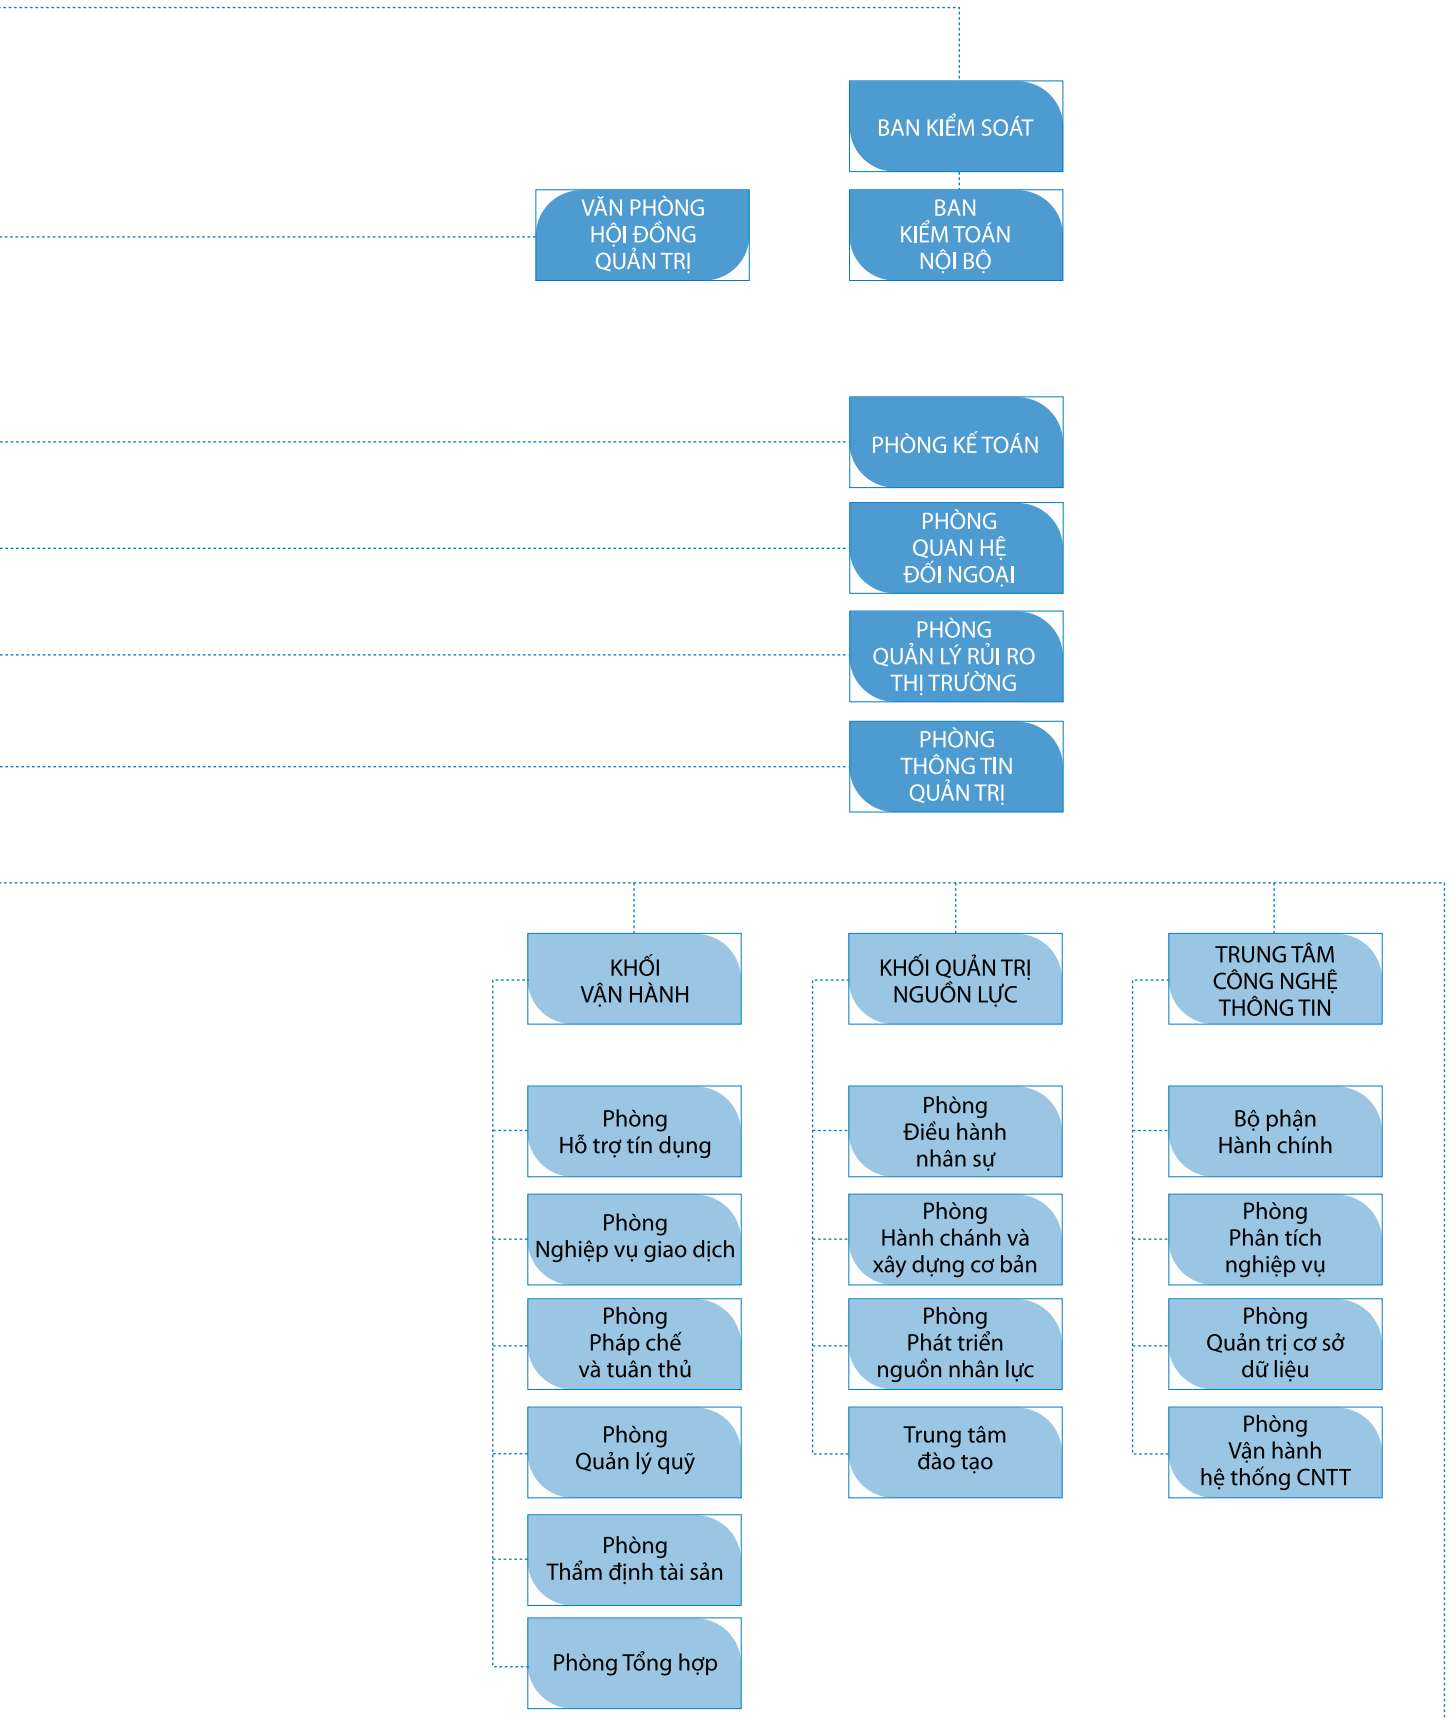 BAN KIỂM SOÁT
VĂN PHÒNG
HỘI ĐỒNG
QUẢN TRỊ
BAN
KIỂM TOÁN
NỘI BỘ
PHÒNG KẾ TOÁN
PHÒNG
QUAN HỆ
ĐỐI NGOẠI
PHÒNG
QUẢN LÝ RỦI RO
THỊ TRƯỜNG
PHÒNG
THÔNG TIN
QUẢN TRỊ
KHỐI
VẬN HÀNH
Phòng
Hỗ trợ tín dụng
Phòng
Nghiệp vụ giao dịch
Phòng
Pháp chế
và tuân thủ
Phòng
Quản lý quỹ
Phòng
Thẩm định tài sản
Phòng Tổng hợp
KHỐI QUẢN TRỊ
NGUỒN LỰC
Phòng
Điều hành
nhân sự
Phòng
Hành chánh và
xây dựng cơ bản
Phòng
Phát triển
nguồn nhân lực
Trung tâm
đào tạo
TRUNG TÂM
CÔNG NGHỆ
THÔNG TIN
Bộ phận
Hành chính
Phòng
Phân tích
nghiệp vụ
Phòng
Quản trị cơ sở
dữ liệu
Phòng
Vận hành
hệ thống CNTT